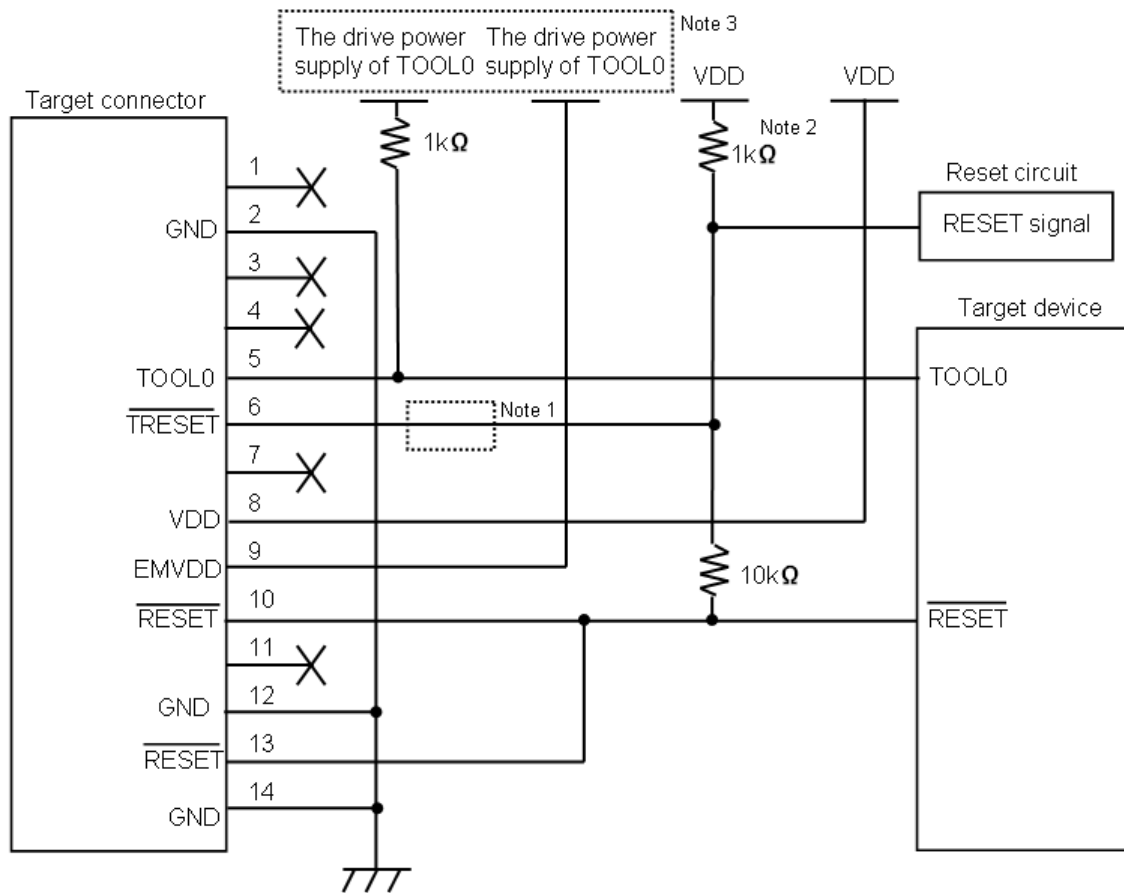 The drive power
supply of TOOL0
The drive power
supply of TOOL0
Note 3
VDD
VDD
Target connector
1kΩ
Note 2
1kΩ
Reset circuit
RESET signal
1
2
GND
3
4
Target device
5
TOOL0
TOOL0
6
TRESET
Note 1
7
8
VDD
9
EMVDD
10kΩ
10
RESET
RESET
11
12
GND
13
RESET
14
GND